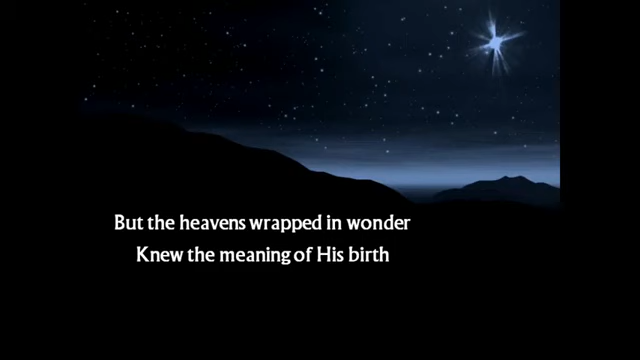 But the heavens wrapped in wonder
Knew the meaning of His birth